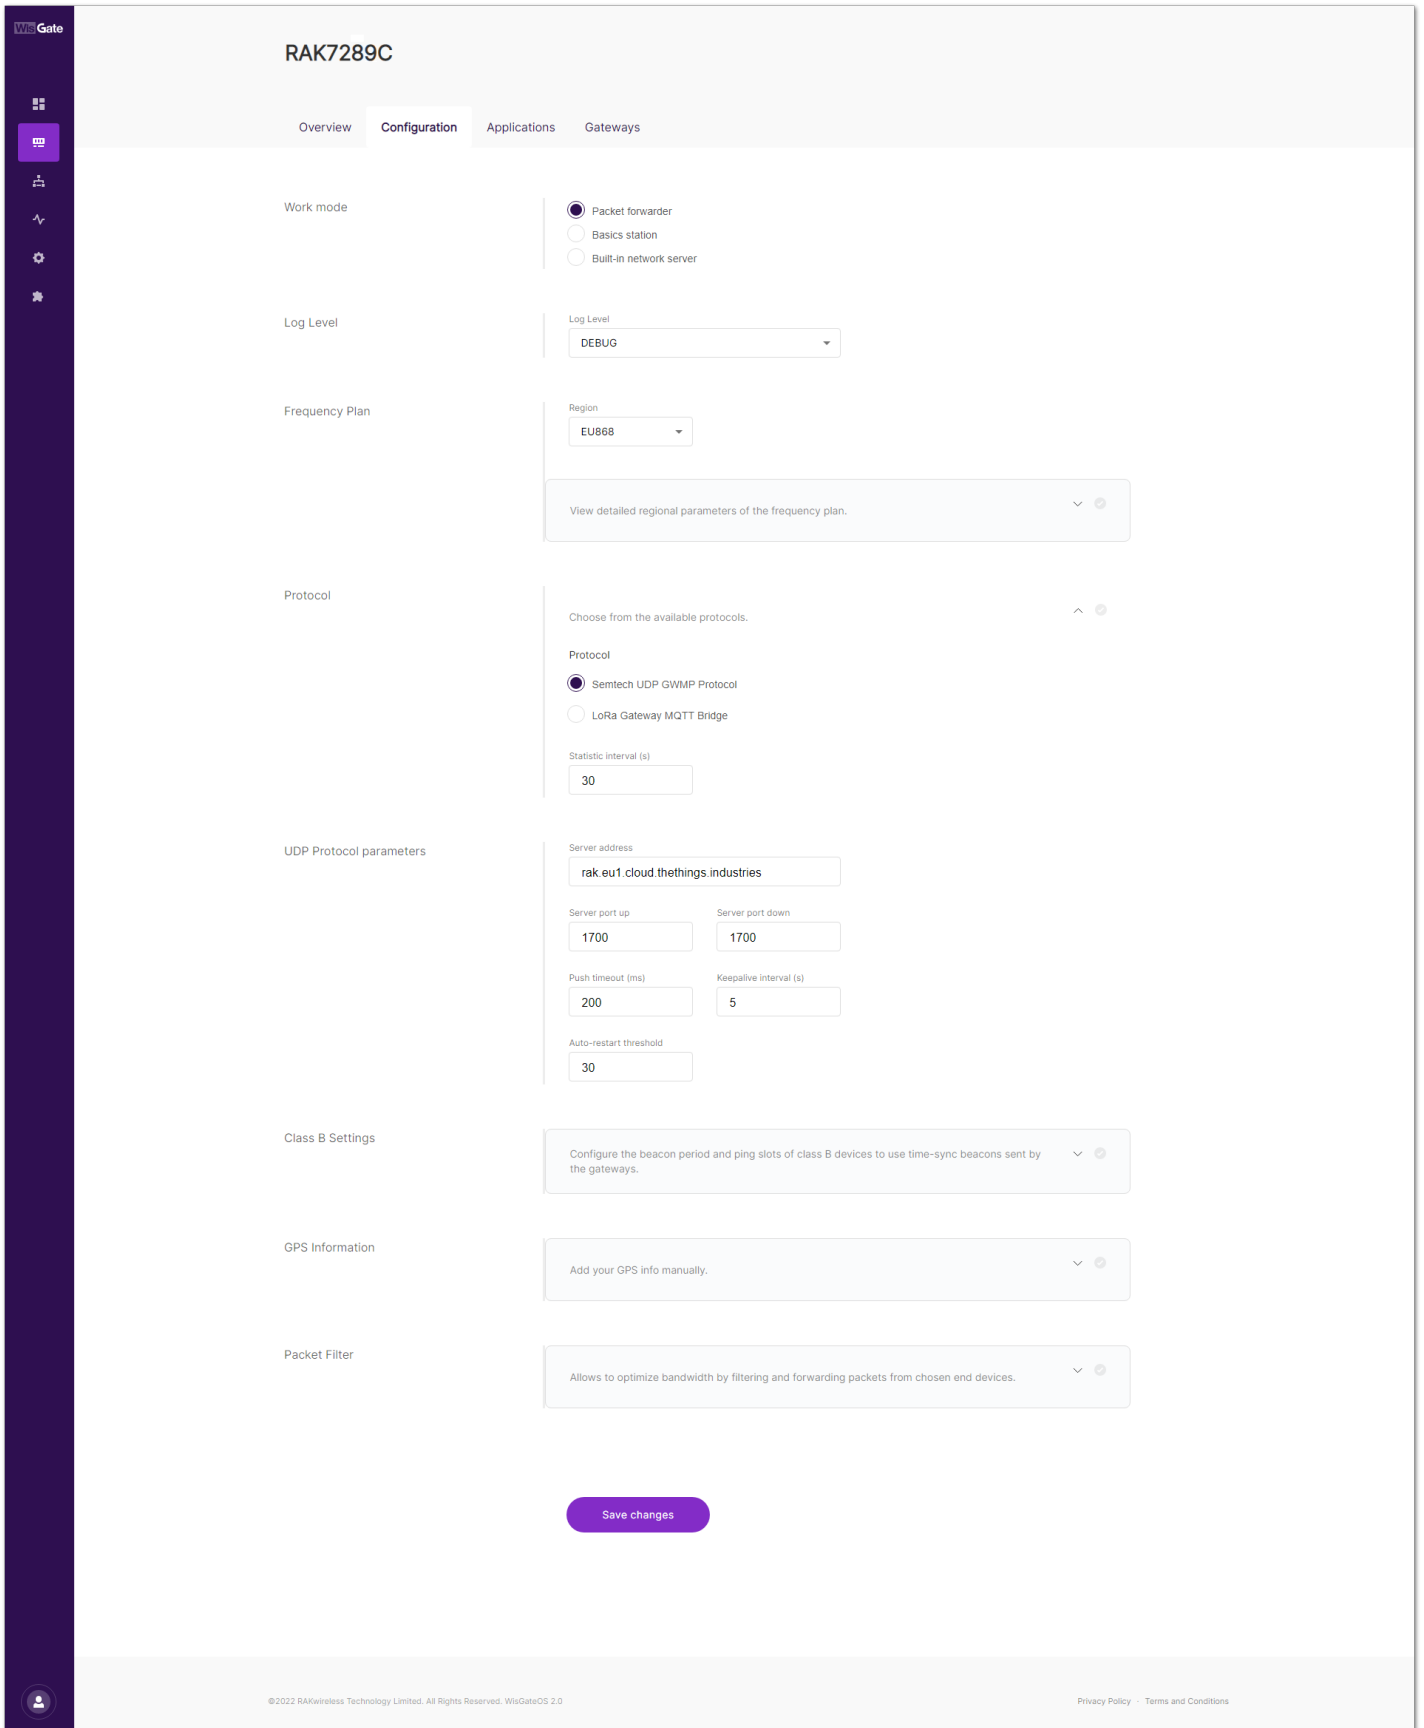 WisGate
RAK7289C
Overview Configuration Applications Gateways
Work mode
Packet forwarder
Basics station
Built-in network server
Log Level
Log Level
DEBUG
Frequency Plan
Region
EU868
View detailed regional parameters of the frequency plan.
Protocol
Choose from the available protocols.
Protocol
Semtech UDP GWMP Protocol
LoRa Gateway MQTT Bridge
Statistic interval (s)
30
UDP Protocol parameters
Server address
rak.eu1.cloud.thethings.industries
Server port up Server port down
1700 1700
Push timeout (ms) Keepalive interval (s)
200 5
Auto-restart threshold
30
Class B Settings
Configure the beacon period and ping slots of class B devices to use time-sync beacons sent by
the gateways.
GPS Information
Add your GPS info manually.
Packet Filter
Allows to optimize bandwidth by filtering and forwarding packets from chosen end devices.
Save changes
©2022 RAKwireless Technology Limited. All Rights Reserved. WisGateOS 2.0 Privacy Policy · Terms and Conditions